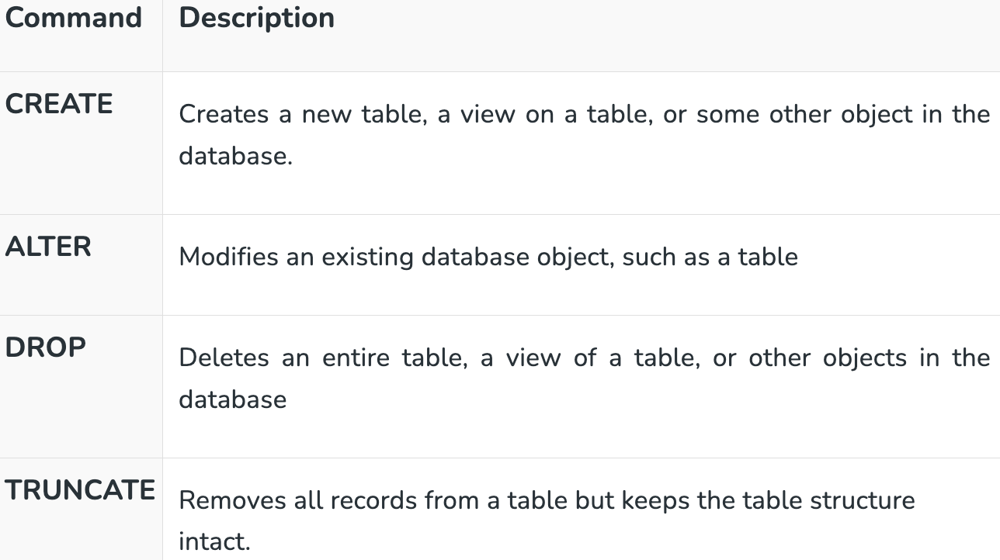 Command Description
CREATE
Creates a new table, a view on a table, or some other object in the
database.
ALTER
Modifies an existing database object, such as a table
DROP
Deletes an entire table, a view of a table, or other objects in the
database
TRUNCATE
Removes all records from a table but keeps the table structure
intact.